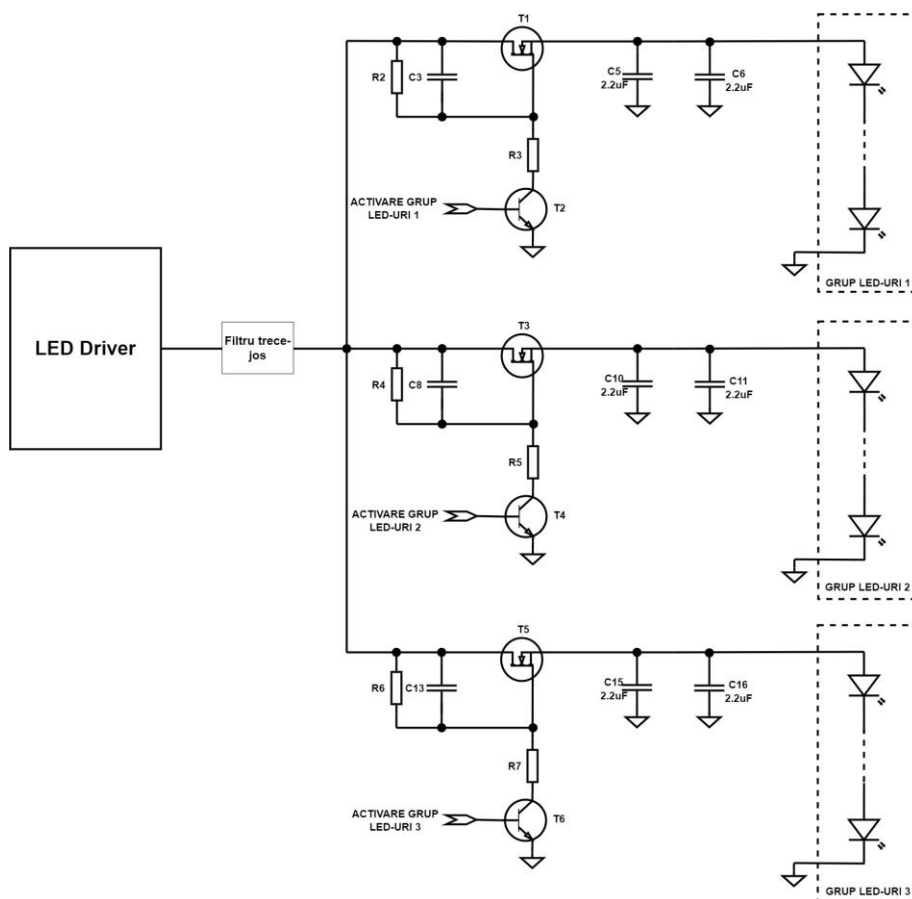 T1
R2
C3
C5
2.2uF
C6
2.2uF
R3
ACTIVARE GRUP
LED-URI 1
T2
GRUP LED-URI 1
LED Driver
Filtru trece-
jos
T3
R4
C8
C10
2.2uF
C11
2.2uF
R5
ACTIVARE GRUP
LED-URI 2
T4
GRUP LED-URI 2
T5
R6
C13
C15
2.2uF
C16
2.2uF
R7
ACTIVARE GRUP
LED-URI 3
T6
GRUP LED-URI 3